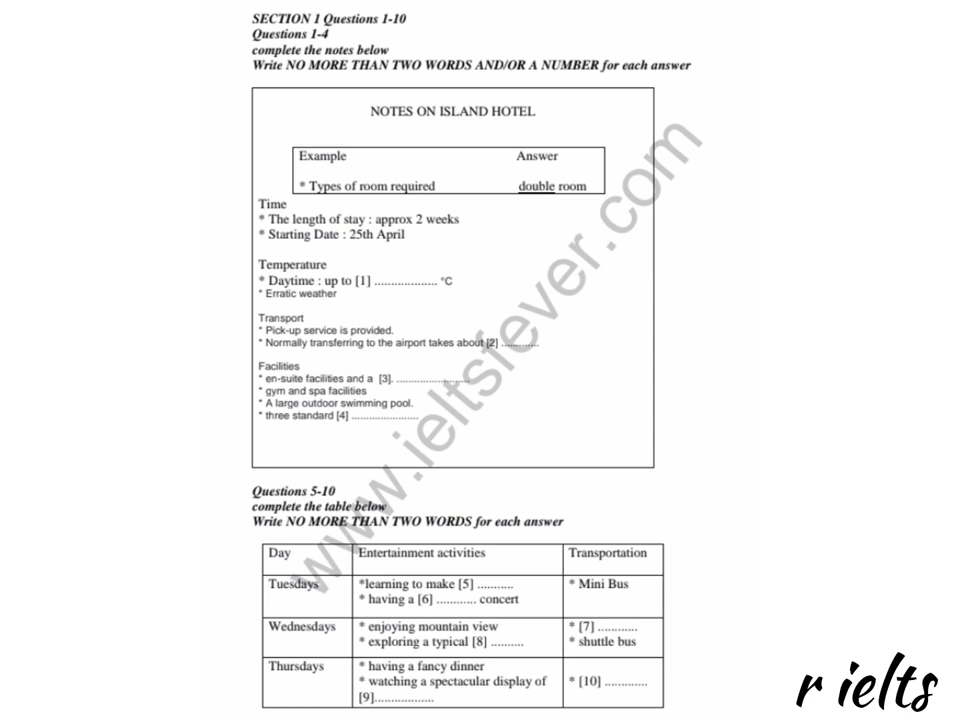 SECTION 1 Questions 1-10
Questions 1-4
complete the notes below
Write NO MORE THAN TWO WORDS AND/OR A NUMBER for each answer
NOTES ON ISLAND HOTEL
Example Answer
* Types of room required double room
Time
* The length of stay : approx 2 weeks
* Starting Date : 25th April
Temperature
* Daytime : up to [1] ................... °C
* Erratic weather
Transport
* Pick-up service is provided.
* Normally transferring to the airport takes about [2] .............
Facilities
* en-suite facilities and a [3]. .........................
* gym and spa facilities
* A large outdoor swimming pool.
* three standard [4] .......................
www.ieltsfever.com
Questions 5-10
complete the table below
Write NO MORE THAN TWO WORDS for each answer
Day Entertainment activities Transportation
Tuesdays *learning to make [5] ........... * Mini Bus
* having a [6] ............ concert
Wednesdays * enjoying mountain view * [7] ............
* exploring a typical [8] .......... * shuttle bus
Thursdays * having a fancy dinner
* watching a spectacular display of * [10] .............
[9]..................
r ielts